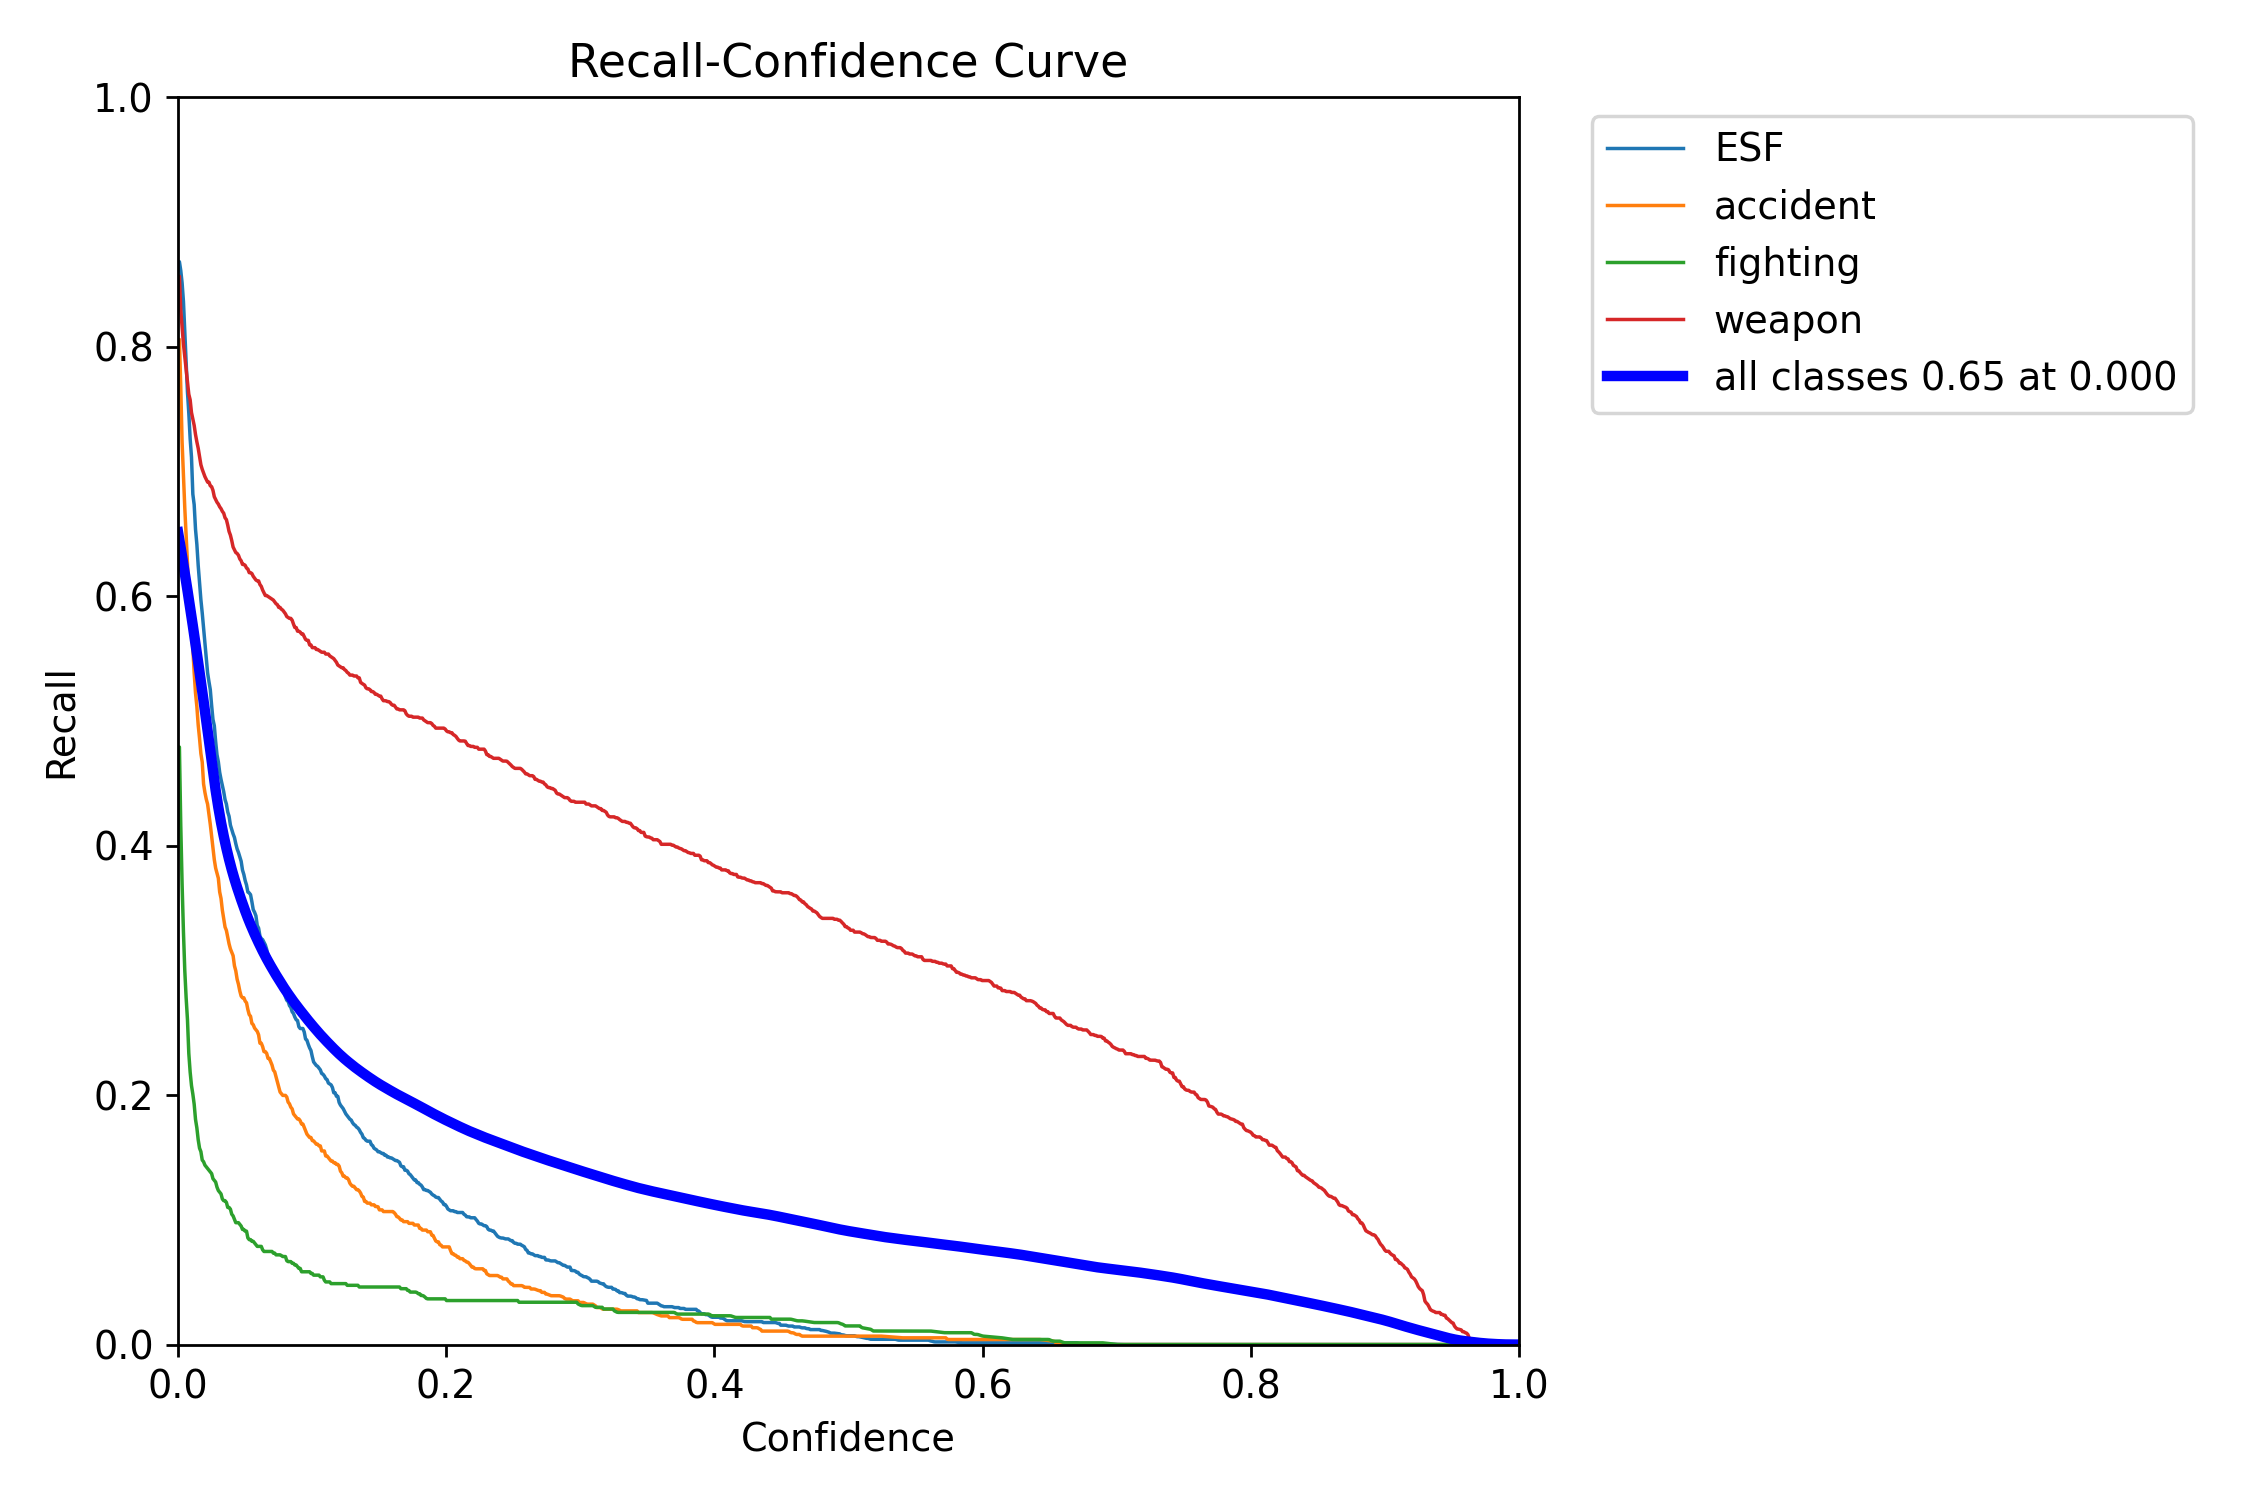 Recall-Confidence Curve
1.0
0.8
0.6
0.4
0.2
0.0
Recall
0.0 0.2 0.4 0.6 0.8 1.0
Confidence
ESF
accident
fighting
weapon
all classes 0.65 at 0.000